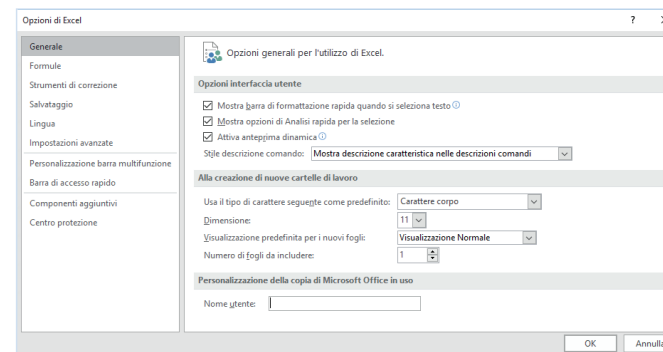 Opzioni di Excel ?
Generale
Formule
Strumenti di correzione
Salvataggio
Lingua
Impostazioni avanzate
Personalizzazione barra multifunzione
Barra di accesso rapido
Componenti aggiuntivi
Centro protezione
Opzioni generali per l'utilizzo di Excel.
Opzioni interfaccia utente
Mostra barra di formattazione rapida quando si seleziona testo
Mostra opzioni di Analisi rapida per la selezione
Attiva anteprima dinamica
Stile descrizione comando: Mostra descrizione caratteristica nelle descrizioni comandi
Alla creazione di nuove cartelle di lavoro
Usa il tipo di carattere seguente come predefinito: Carattere corpo
Dimensione: 11
Visualizzazione predefinita per i nuovi fogli: Visualizzazione Normale
Numero di fogli da includere: 1
Personalizzazione della copia di Microsoft Office in uso
Nome utente:
OK Annulla